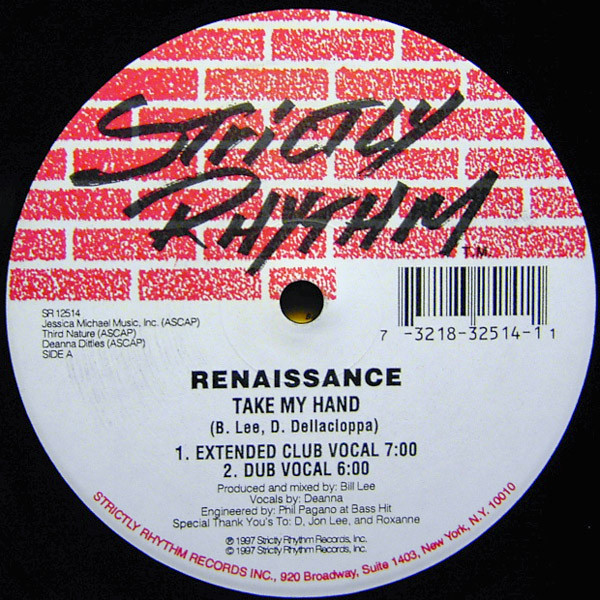 STRICTLY
RHYTHM
T.M.
SR 12514
Jessica Michael Music, Inc. (ASCAP)
Third Nature (ASCAP)
Deanna Dittles (ASCAP)
SIDE A
7 -3218-32514-1 1
RENAISSANCE
TAKE MY HAND
(B. Lee, D. Dellacioppa)
1. EXTENDED CLUB VOCAL 7:00
2. DUB VOCAL 6:00
Produced and mixed by: Bill Lee
Vocals by: Deanna
Engineered by: Phil Pagano at Bass Hit
Special Thank You's To: D, Jon Lee, and Roxanne
℗ 1997 Strictly Rhythm Records, Inc.
© 1997 Strictly Rhythm Records, Inc.
STRICTLY RHYTHM RECORDS INC., 920 Broadway, Suite 1403, New York, N.Y. 10010